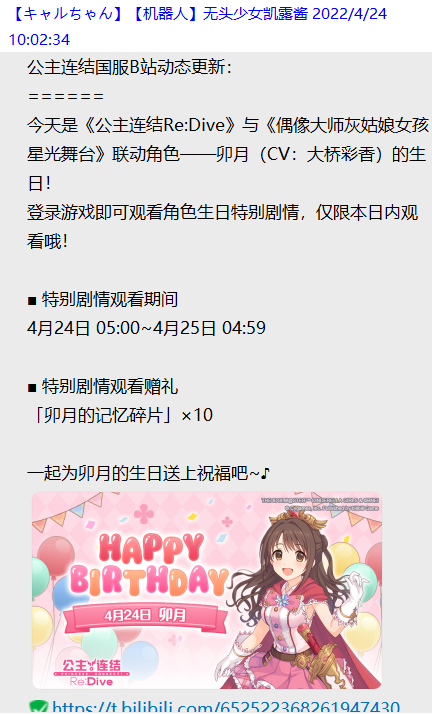 【キャルちゃん】【机器人】无头少女凯露酱 2022/4/24
10:02:34
公主连结国服B站动态更新：
======
今天是《公主连结Re:Dive》与《偶像大师灰姑娘女孩
星光舞台》联动角色——卯月（CV：大桥彩香）的生
日！
登录游戏即可观看角色生日特别剧情，仅限本日内观
看哦！
■ 特别剧情观看期间
4月24日 05:00~4月25日 04:59
■ 特别剧情观看赠礼
「卯月的记忆碎片」×10
一起为卯月的生日送上祝福吧~♪
HAPPY
BIRTHDAY
4月24日 卯月
公主连结
Re:Dive
https://t.bilibili.com/652522368261947430